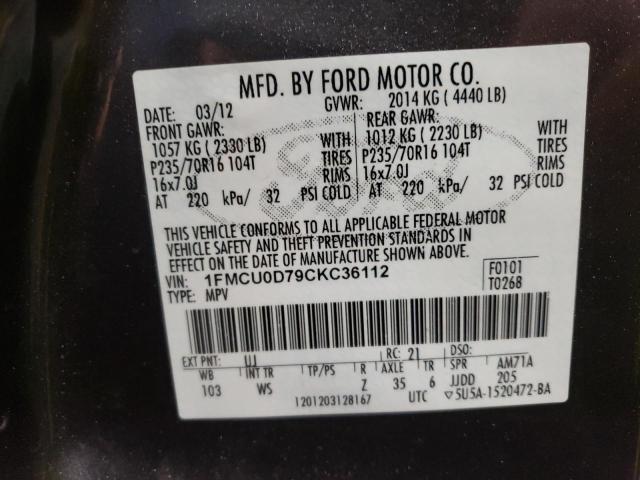 MFD. BY FORD MOTOR CO.
DATE: 03/12 GVWR: 2014 KG ( 4440 LB)
FRONT GAWR: REAR GAWR:
1057 KG ( 2330 LB) WITH 1012 KG ( 2230 LB) WITH
P235/70R16 104T TIRES P235/70R16 104T TIRES
16x7.0J RIMS 16x7.0J RIMS
AT 220 kPa/ 32 PSI COLD AT 220 kPa/ 32 PSI COLD
THIS VEHICLE CONFORMS TO ALL APPLICABLE FEDERAL MOTOR
VEHICLE SAFETY AND THEFT PREVENTION STANDARDS IN
EFFECT ON THE DATE OF MANUFACTURE SHOWN ABOVE.
VIN: 1FMCU0D79CKC36112 F0101
TYPE: MPV T0268
EXT PNT: UJ RC: 21 DSO:
WB INT TR TP/PS R AXLE TR SPR AM71A
103 WS Z 35 6 JJDD 205
1201203128167 UTC ▽5U5A-1520472-BA